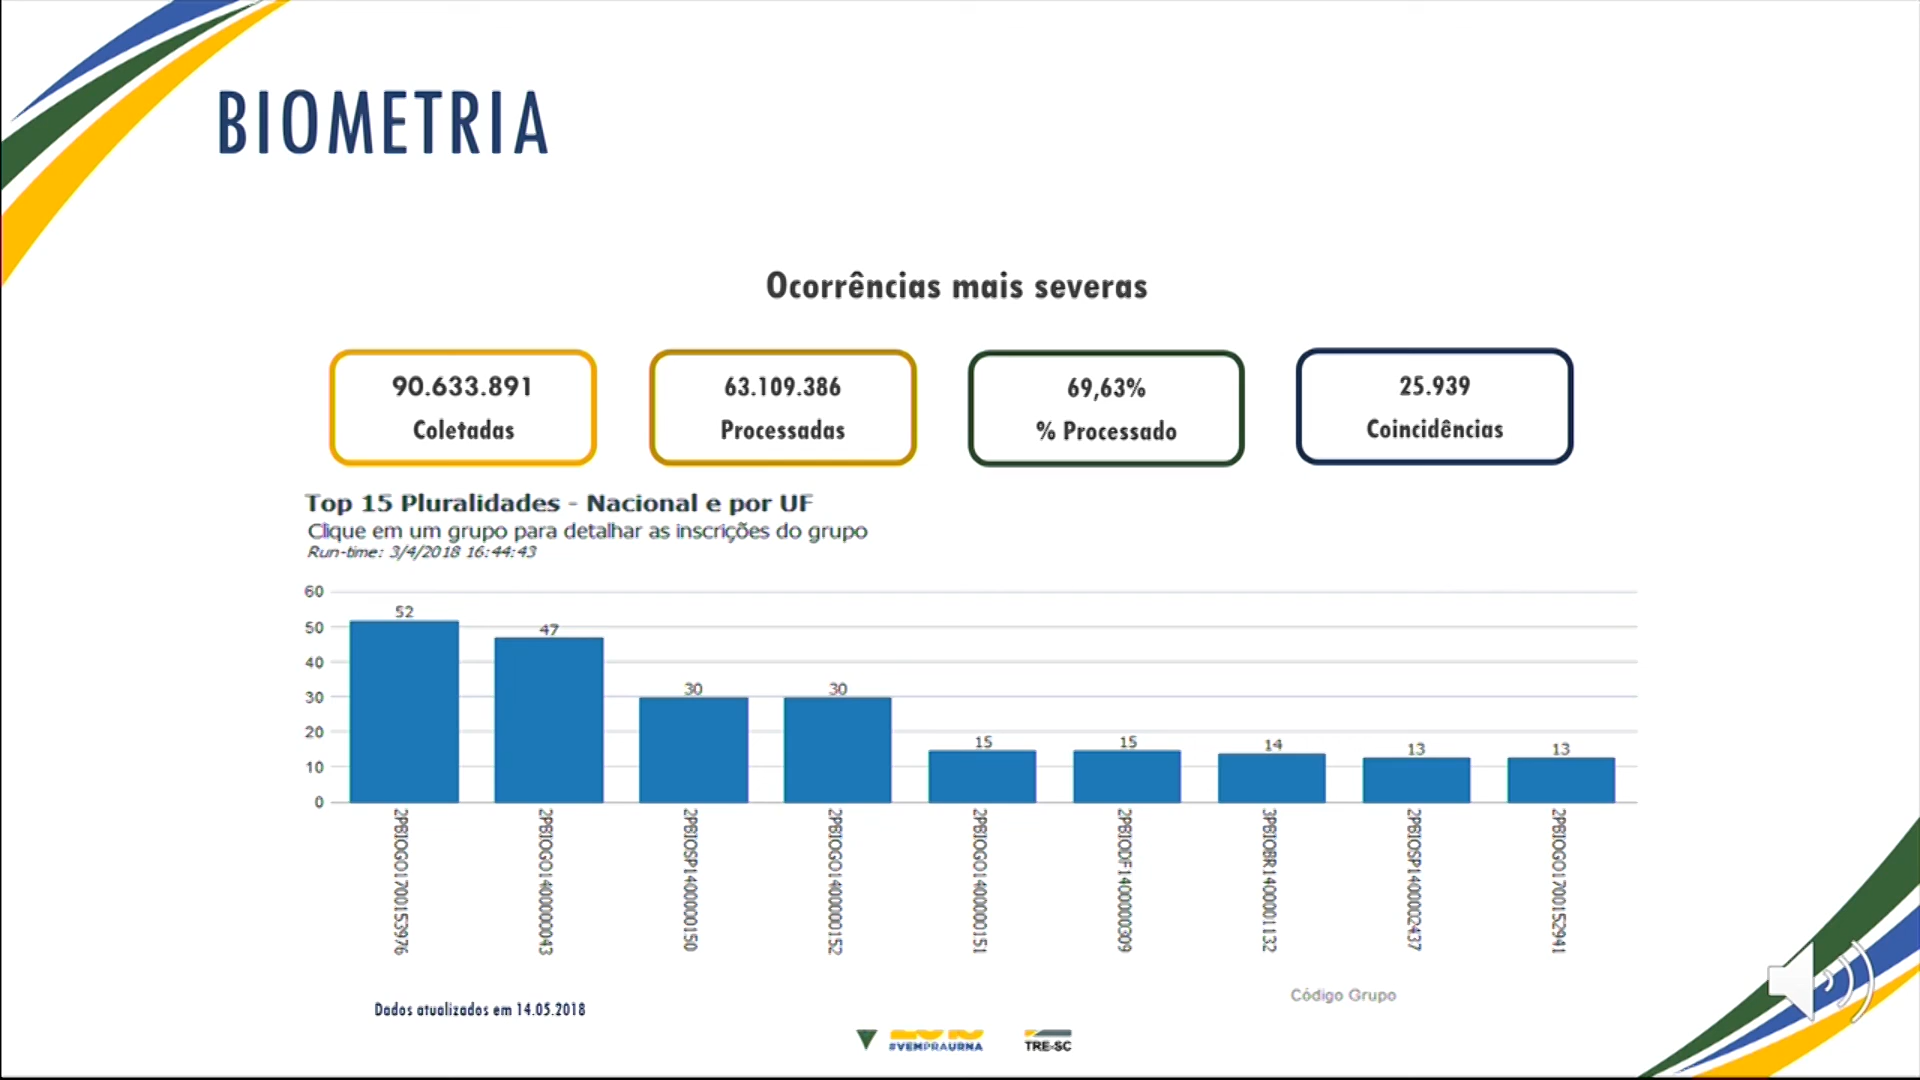 BIOMETRIA
Ocorrências mais severas
90.633.891
Coletadas
63.109.386
Processadas
69,63%
% Processado
25.939
Coincidências
Top 15 Pluralidades - Nacional e por UF
Clique em um grupo para detalhar as inscrições do grupo
Run-time: 3/4/2018 16:44:43
60
50
40
30
20
10
0
52
47
30
30
15
15
14
13
13
2PBIOGO1700153976
2PBIOGO1400000043
2PBIOSP1400000150
2PBIOGO1400000152
2PBIOGO1400000151
2PBIODF1400000309
3PBIOBR1400001132
2PBIOSP1400002437
2PBIOGO1700152941
Código Grupo
Dados atualizados em 14.05.2018
#VEMPRAURNA
TRE-SC